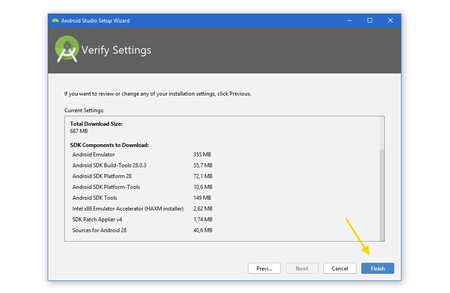 Android Studio Setup Wizard
Verify Settings
If you want to review or change any of your installation settings, click Previous.
Current Settings:
Total Download Size:
687 MB
SDK Components to Download:
Android Emulator 355 MB
Android SDK Build-Tools 28.0.3 55,7 MB
Android SDK Platform 28 72,1 MB
Android SDK Platform-Tools 10,6 MB
Android SDK Tools 149 MB
Intel x86 Emulator Accelerator (HAXM installer) 2,62 MB
SDK Patch Applier v4 1,74 MB
Sources for Android 28 40,6 MB
Previ... Next Cancel Finish